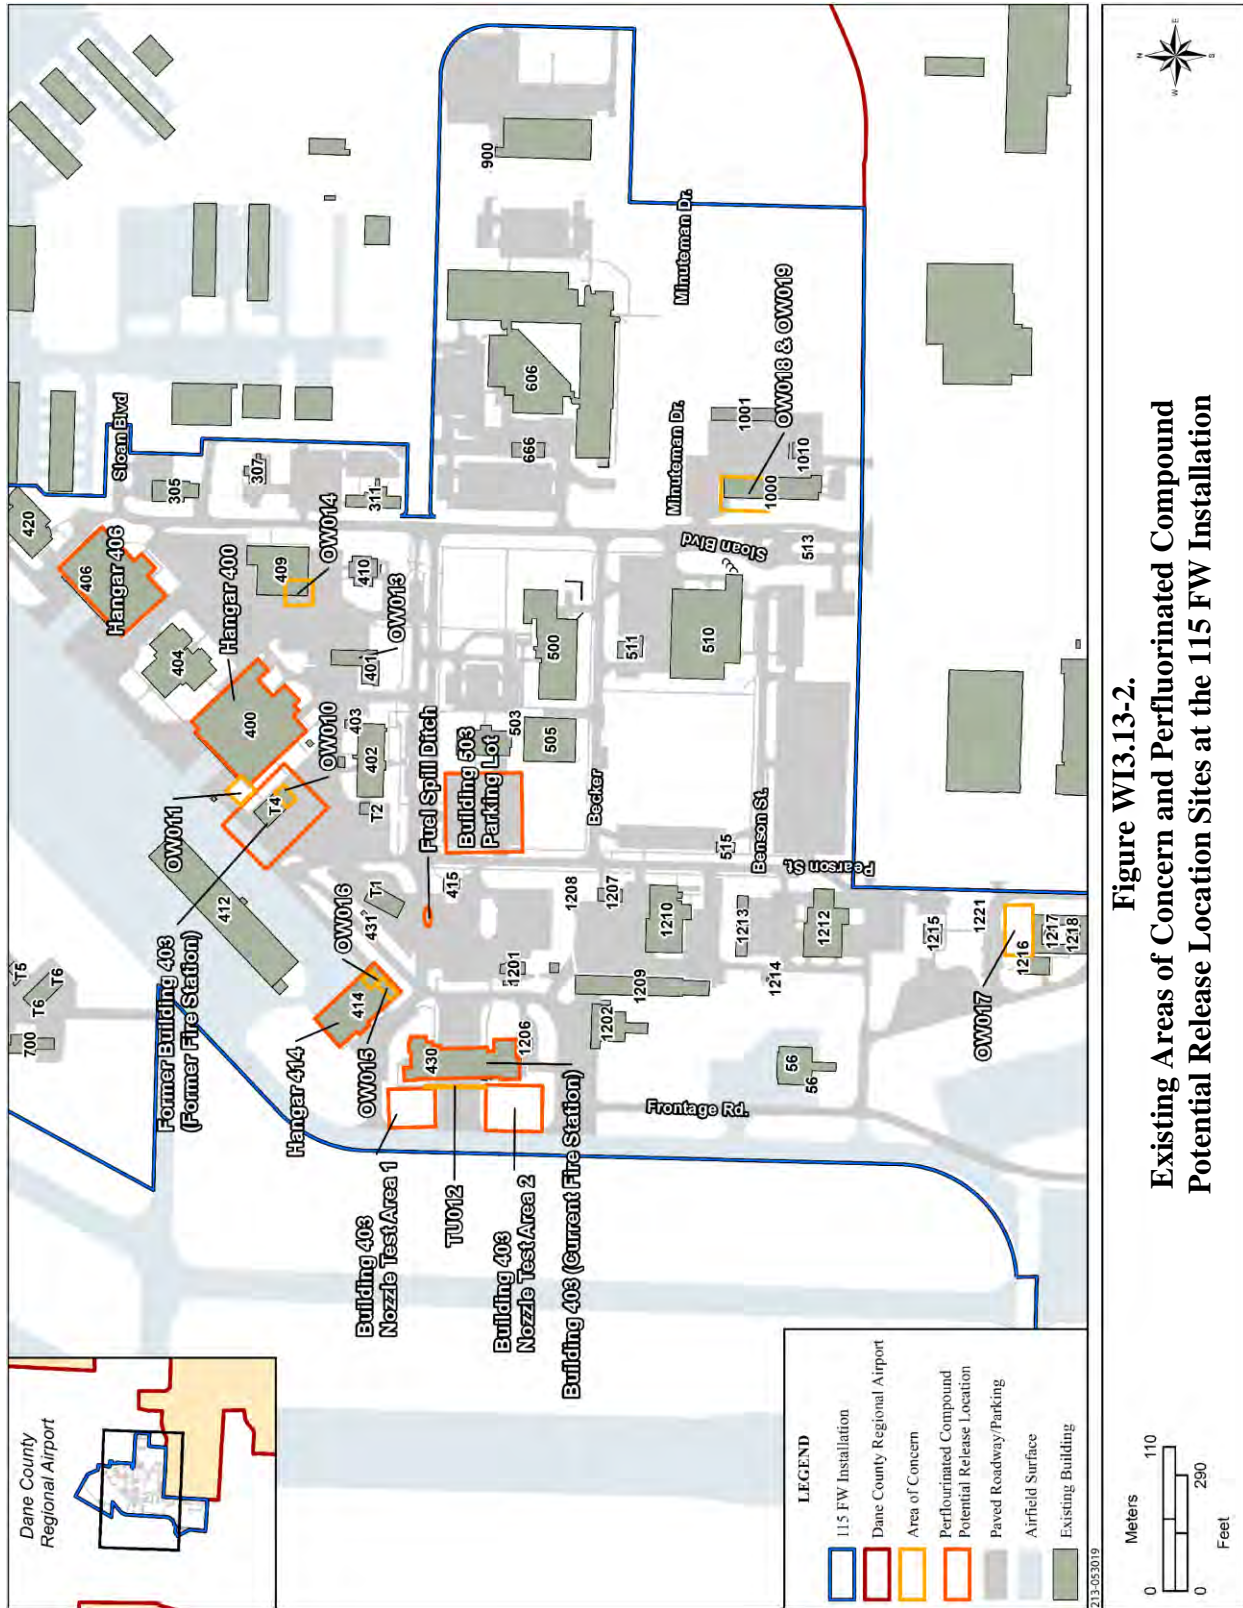 Dane County
Regional Airport
Sloan Blvd
420
406
Hangar 406
305
307
311
404
Hangar 400
400
409
OW014
410
OW013
401
403
402
T2
OW010
T4
OW011
412
Former Building 403
(Former Fire Station)
T5
T6
T6
700
Fuel Spill Ditch
Building 503
Parking Lot
503
505
500
415
T1
431
OW016
414
Hangar 414
OW015
430
1206
1201
Building 403
Nozzle Test Area 1
TU012
Building 403
Nozzle Test Area 2
Building 403 (Current Fire Station)
900
606
666
Minuteman Dr.
Minuteman Dr.
OW018 & OW019
1001
1010
1000
Sloan Blvd
513
511
510
Becker
Benson St.
515
Pearson St.
1208
1207
1210
1213
1212
1209
1214
1202
56
56
Frontage Rd.
1215
1221
OW017
1216
1217
1218
LEGEND
115 FW Installation
Dane County Regional Airport
Area of Concern
Perflourinated Compound
Potential Release Location
Paved Roadway/Parking
Airfield Surface
Existing Building
213-053019
N
E
S
W
Figure WI3.13-2.
Existing Areas of Concern and Perfluorinated Compound
Potential Release Location Sites at the 115 FW Installation
Meters
0 110
0 290
Feet